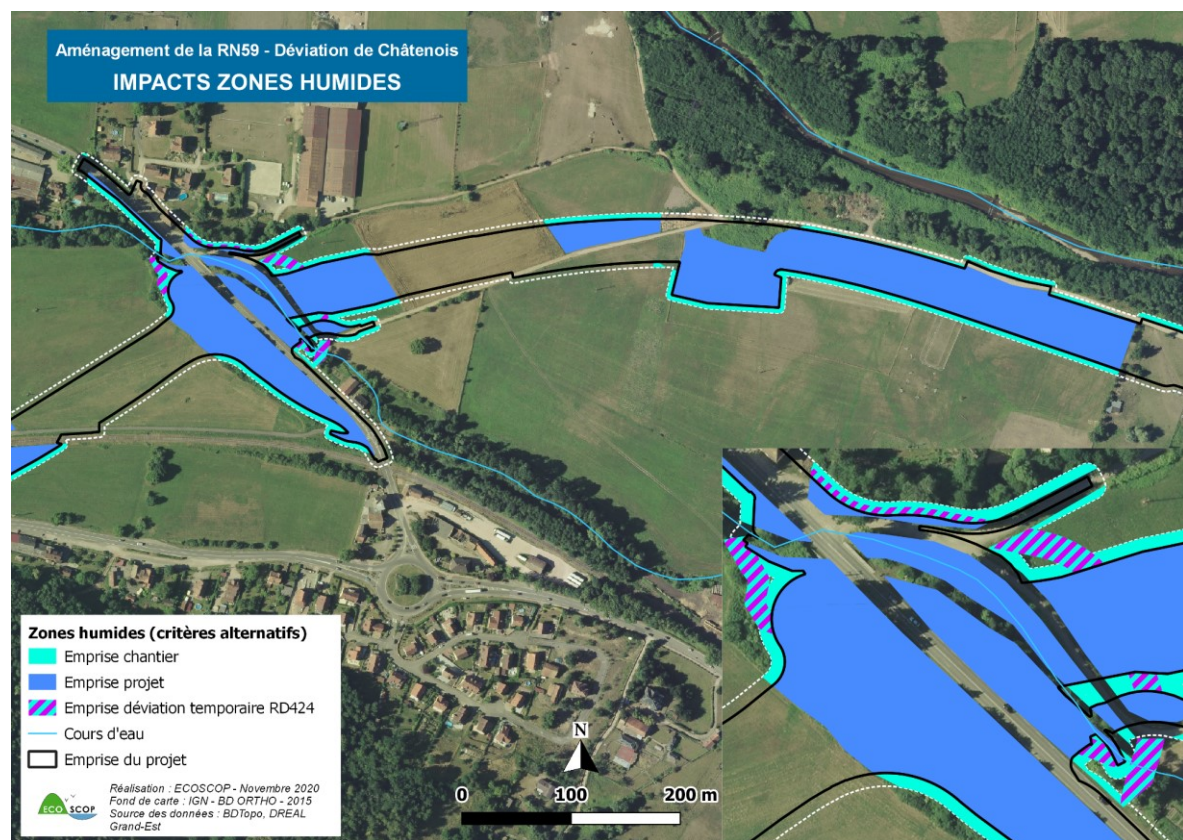 Aménagement de la RN59 - Déviation de Châtenois
IMPACTS ZONES HUMIDES
Zones humides (critères alternatifs)
Emprise chantier
Emprise projet
Emprise déviation temporaire RD424
Cours d'eau
Emprise du projet
ECO SCOP
Réalisation : ECOSCOP - Novembre 2020
Fond de carte : IGN - BD ORTHO - 2015
Source des données : BDTopo, DREAL
Grand-Est
N
0 100 200 m